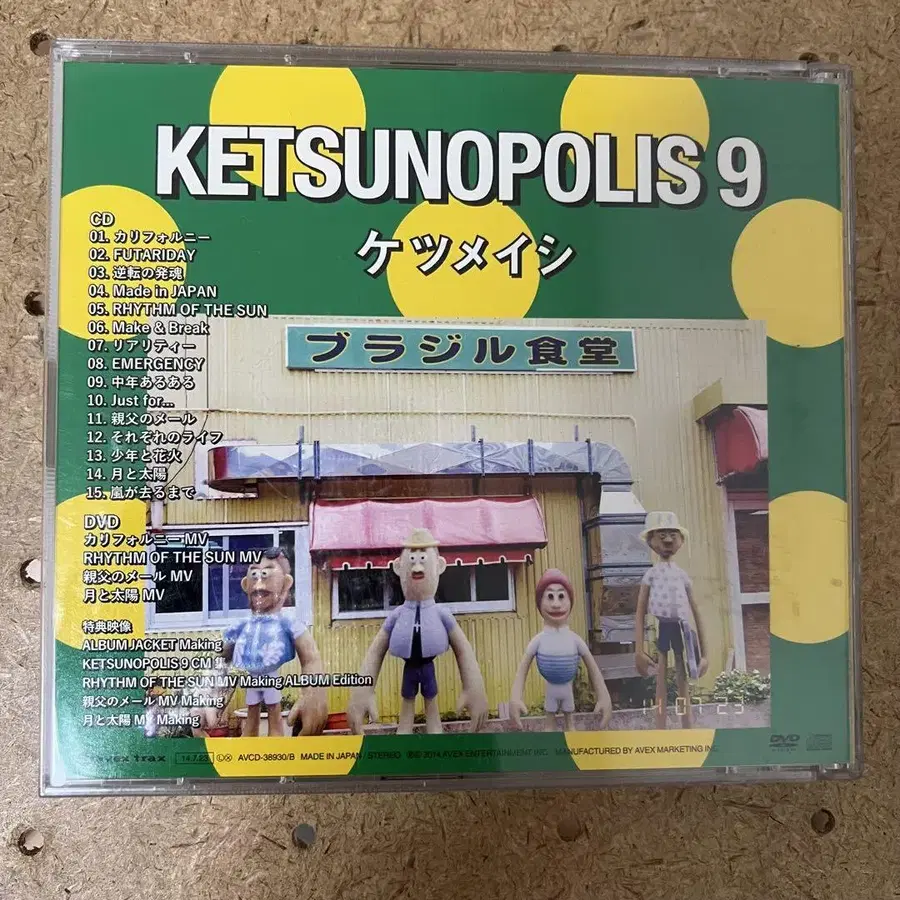 KETSUNOPOLIS 9
ケツメイシ
CD
01. カリフォルニー
02. FUTARIDAY
03. 逆転の発魂
04. Made in JAPAN
05. RHYTHM OF THE SUN
06. Make & Break
07. リアリティー
08. EMERGENCY
09. 中年あるある
10. Just for...
11. 親父のメール
12. それぞれのライフ
13. 少年と花火
14. 月と太陽
15. 嵐が去るまで
ブラジル食堂
DVD
カリフォルニー MV
RHYTHM OF THE SUN MV
親父のメール MV
月と太陽 MV
特典映像
ALBUM JACKET Making
KETSUNOPOLIS 9 CM 集
RHYTHM OF THE SUN MV Making ALBUM Edition
親父のメール MV Making
月と太陽 MV Making
avex trax 14.7.23 AVCD-38930/B MADE IN JAPAN / STEREO ℗© 2014 AVEX ENTERTAINMENT INC. MANUFACTURED BY AVEX MARKETING INC.
DVD